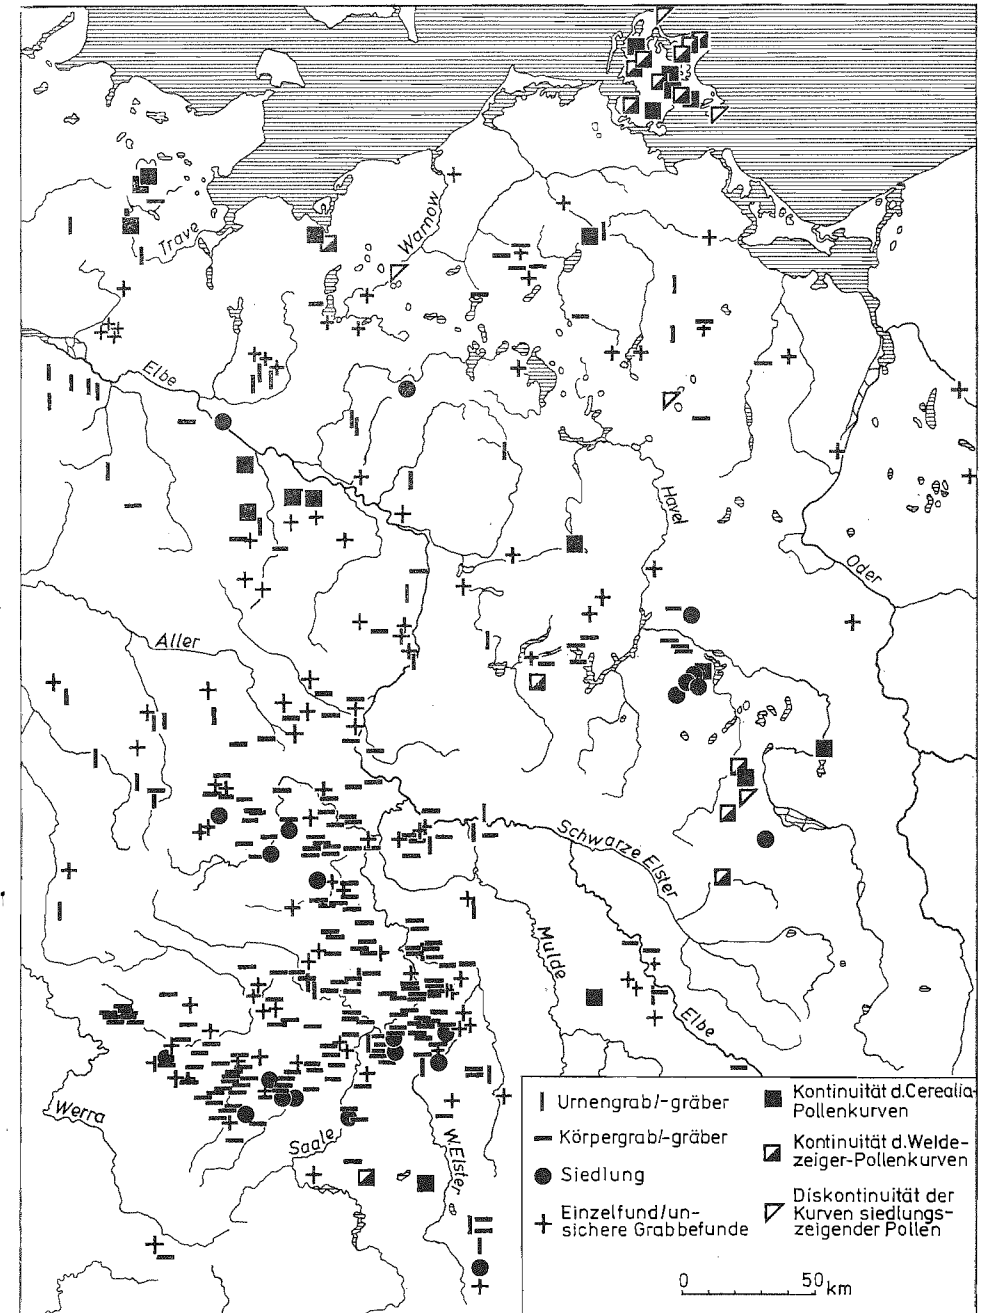 Trave
Warnow
Elbe
Havel
Oder
Aller
Schwarze Elster
Mulde
Elbe
Werra
Saale
W.Elster
Urnengrab/-gräber
Körpergrab/-gräber
Siedlung
Einzelfund/un-
sichere Grabbefunde
Kontinuität d.Cerealia-
Pollenkurven
Kontinuität d.Weide-
zeiger-Pollenkurven
Diskontinuität der
Kurven siedlungs-
zeigender Pollen
0 50 km